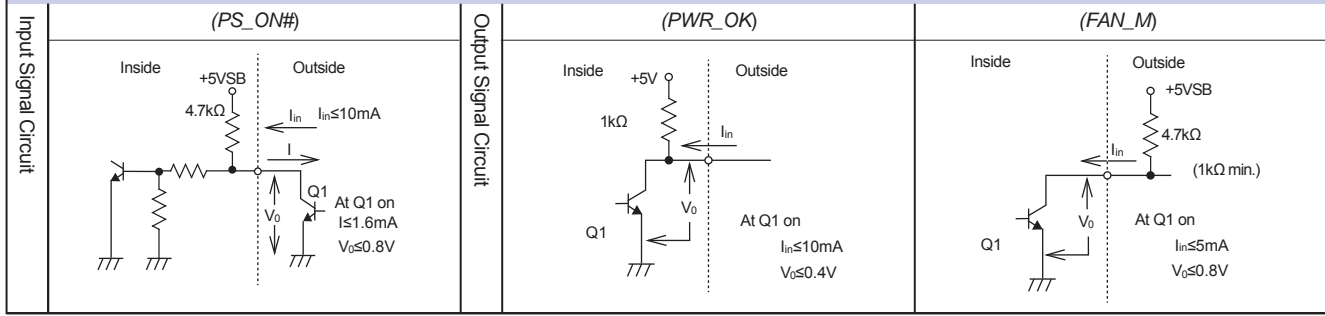 Input Signal Circuit
(PS_ON#)
Inside
Outside
+5VSB
4.7kΩ
Iin
Iin≤10mA
I
Q1
V0
At Q1 on
I≤1.6mA
V0≤0.8V
Output Signal Circuit
(PWR_OK)
Inside
+5V
Outside
1kΩ
Iin
V0
Q1
At Q1 on
Iin≤10mA
V0≤0.4V
(FAN_M)
Inside
Outside
+5VSB
4.7kΩ
Iin
(1kΩ min.)
V0
At Q1 on
Q1
Iin≤5mA
V0≤0.8V